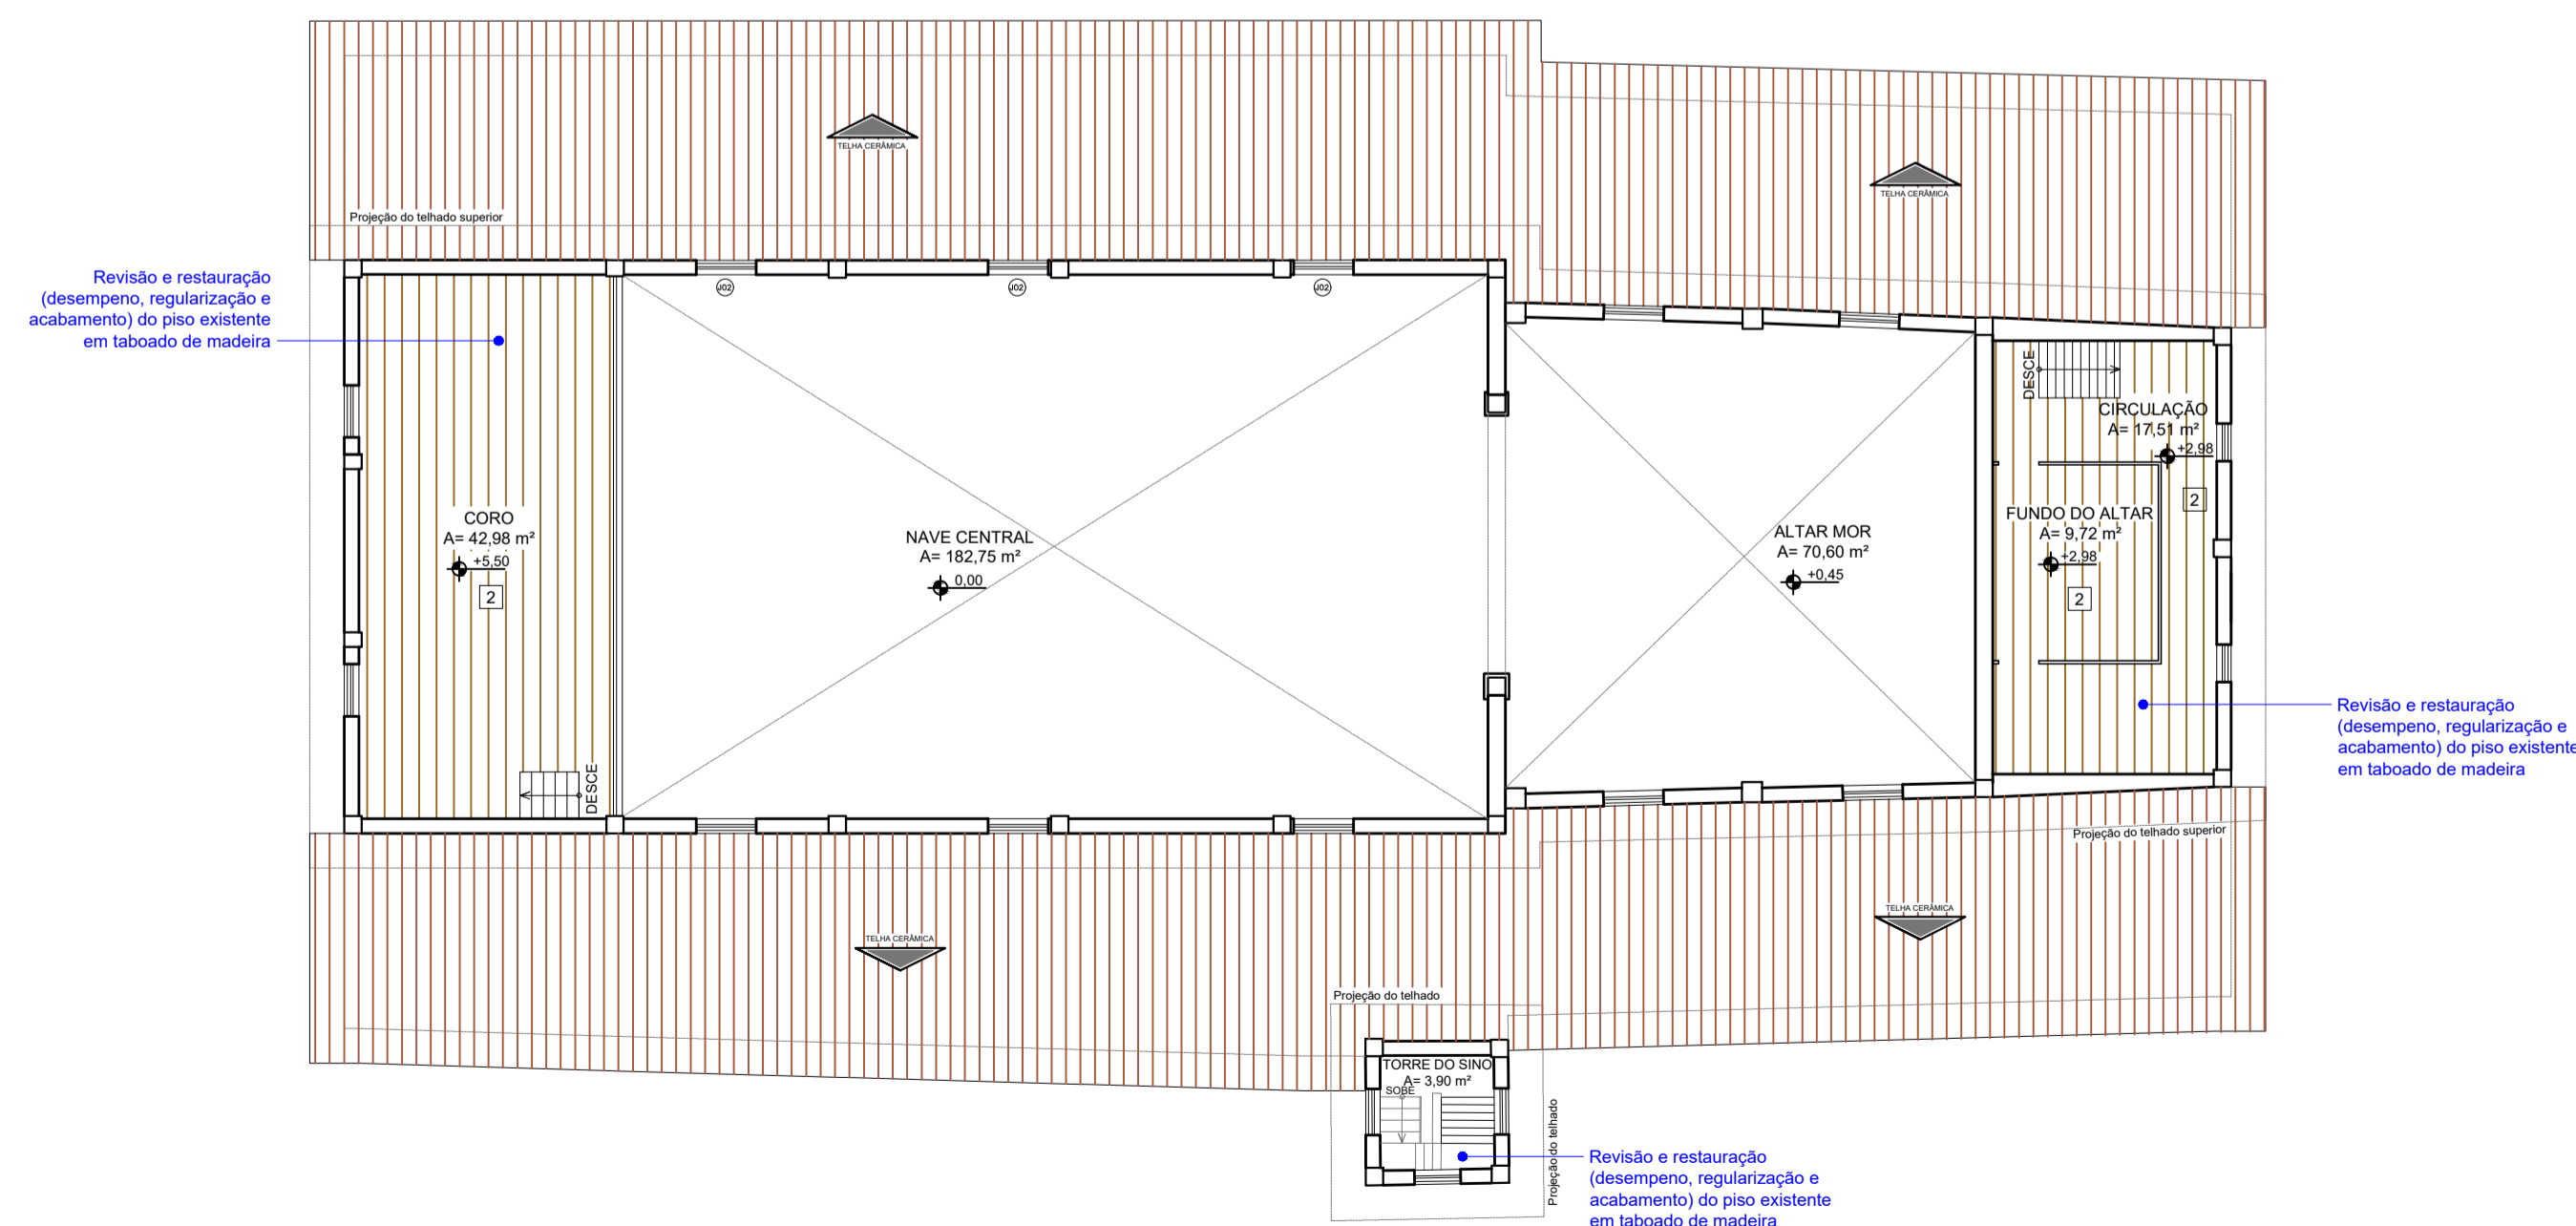 TELHA CERÂMICA
TELHA CERÂMICA
Projeção do telhado superior
Revisão e restauração
(desempeno, regularização e
acabamento) do piso existente
em taboado de madeira
J02
J02
J02
DESCE
CIRCULAÇÃO
A= 17,51 m²
+2,98
2
CORO
A= 42,98 m²
+5,50
2
NAVE CENTRAL
A= 182,75 m²
0,00
ALTAR MOR
A= 70,60 m²
+0,45
FUNDO DO ALTAR
A= 9,72 m²
+2,98
2
DESCE
Revisão e restauração
(desempeno, regularização e
acabamento) do piso existente
em taboado de madeira
Projeção do telhado superior
TELHA CERÂMICA
TELHA CERÂMICA
Projeção do telhado
TORRE DO SINO
A= 3,90 m²
SOBE
Projeção do telhado
Revisão e restauração
(desempeno, regularização e
acabamento) do piso existente
em taboado de madeira